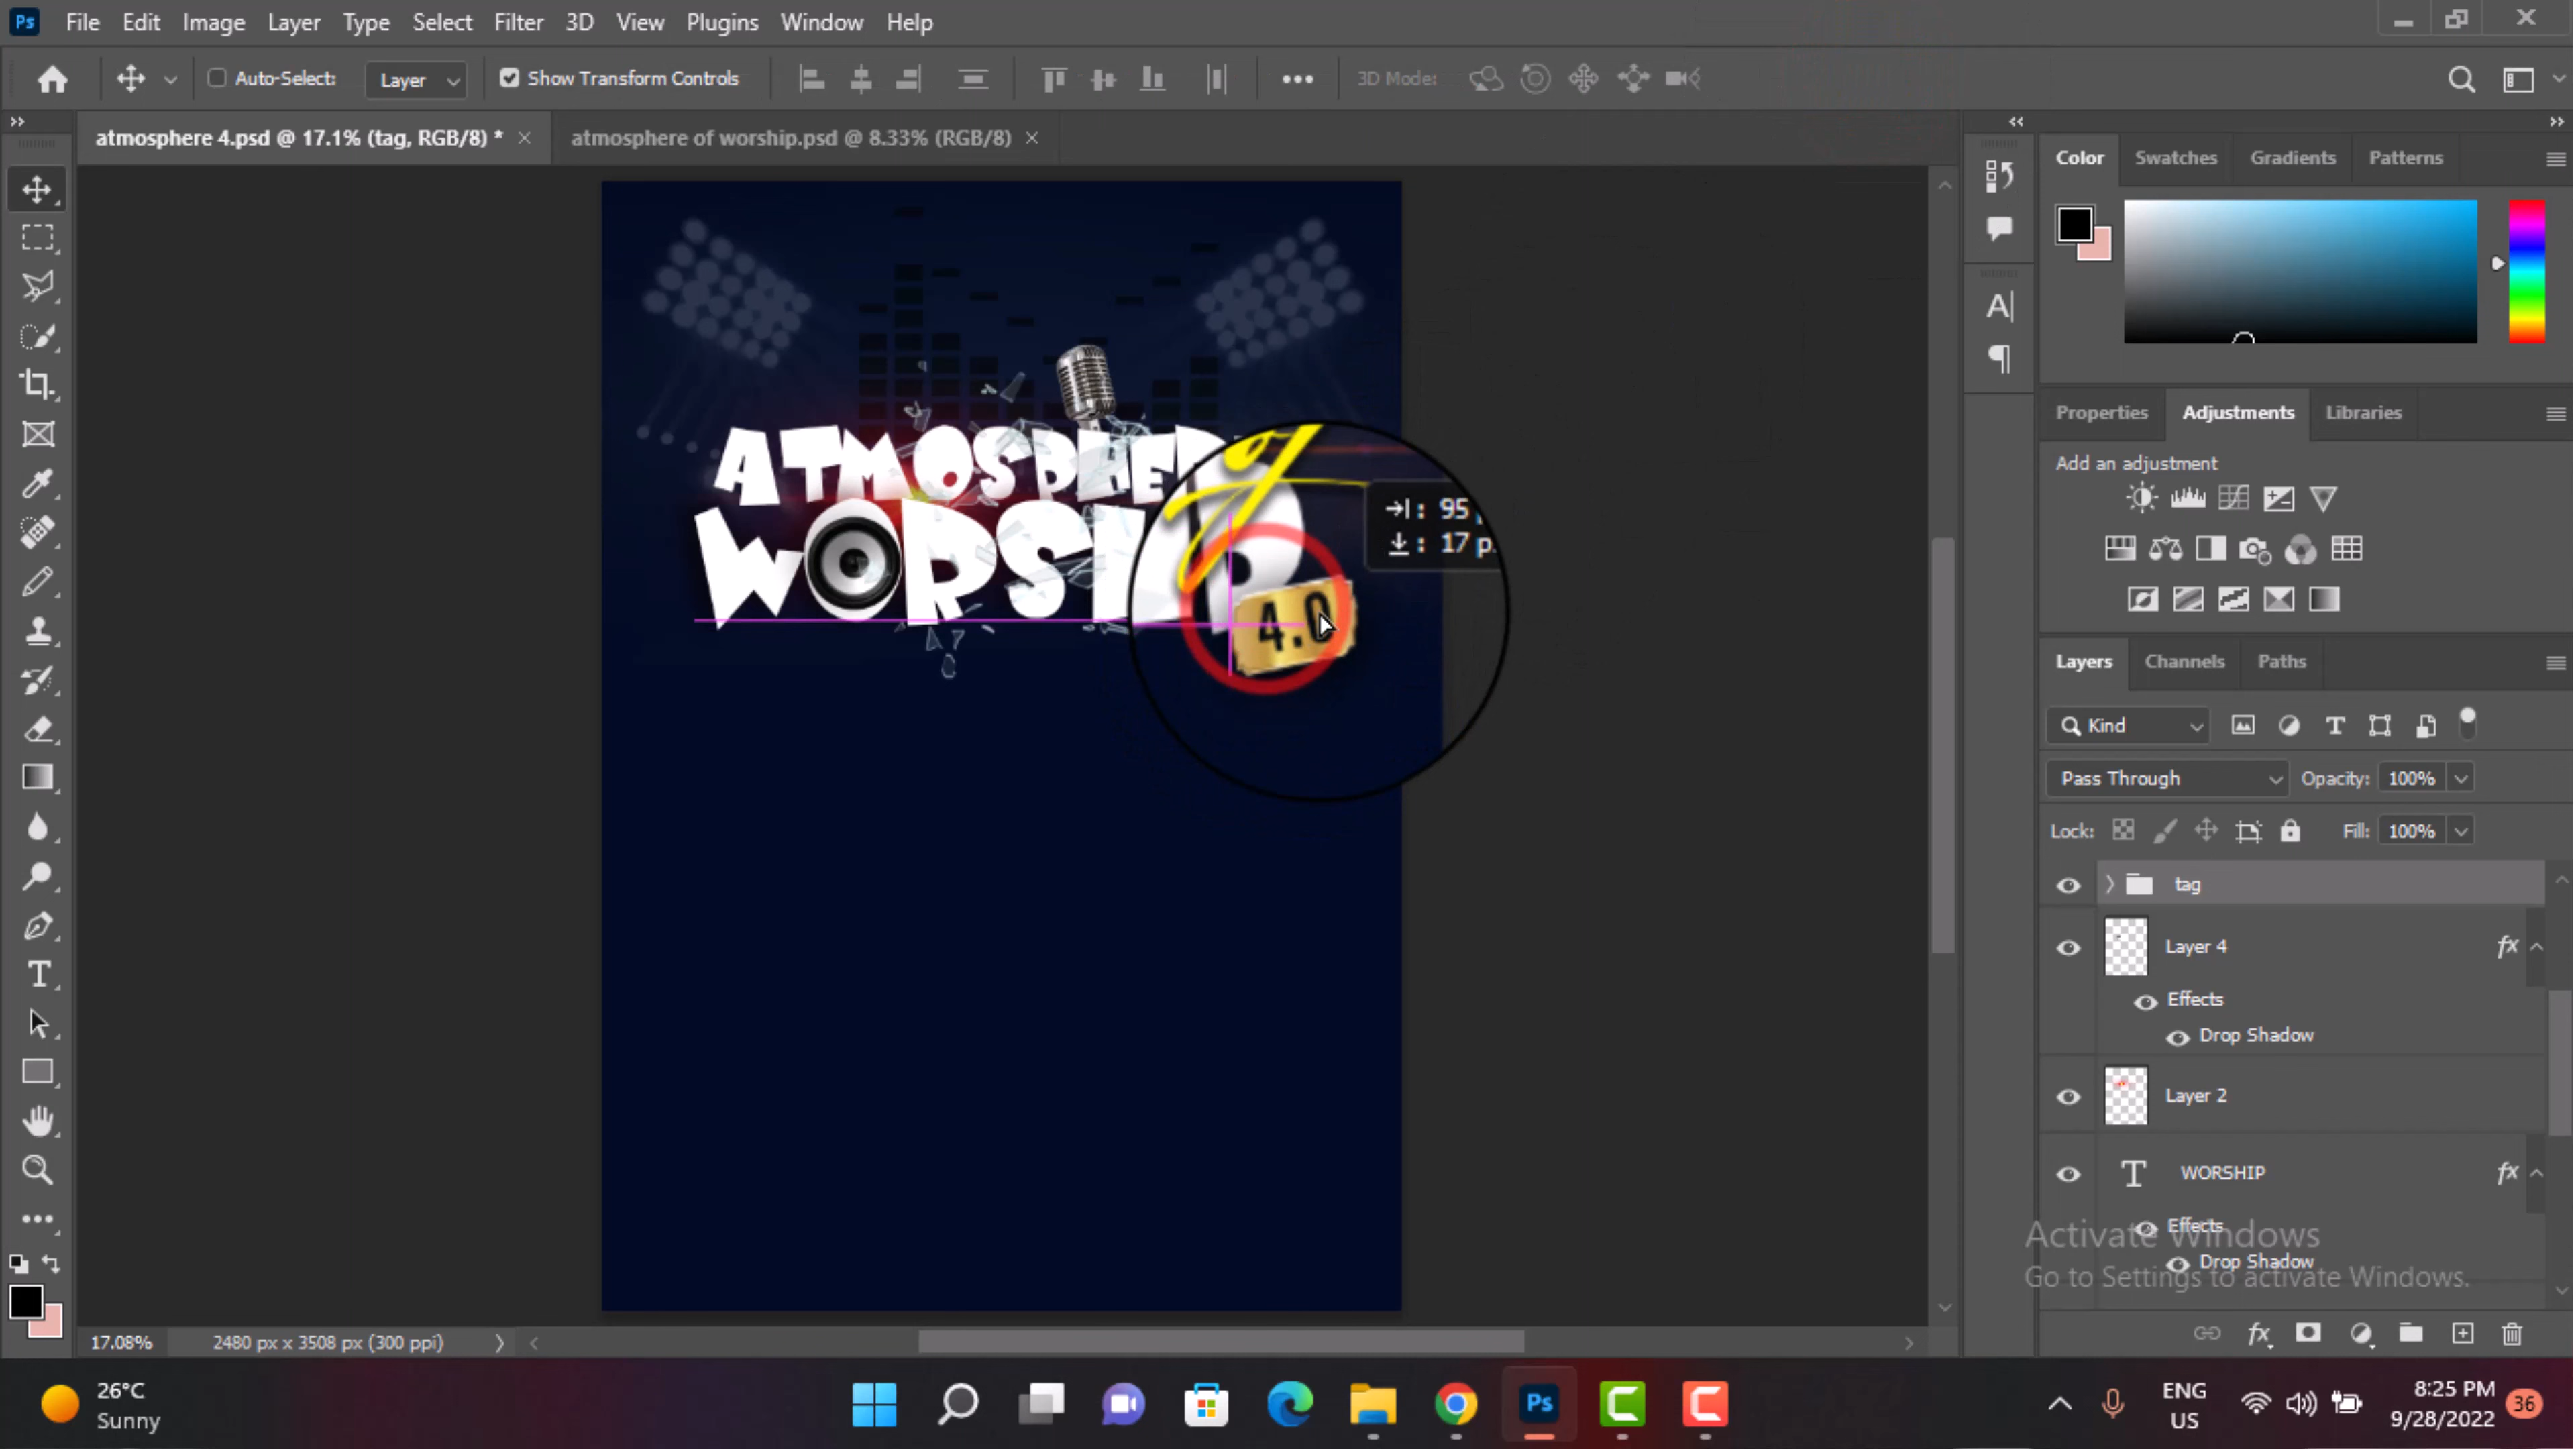 Ps File Edit Image Layer Type Select Filter 3D View Plugins Window Help
Auto-Select: Layer Show Transform Controls 3D Mode:
atmosphere 4.psd @ 17.1% (tag, RGB/8) * atmosphere of worship.psd @ 8.33% (RGB/8)
Color Swatches Gradients Patterns
ATMOSPHER
WORSHIP
4.0
95
17 p
Properties Adjustments Libraries
Add an adjustment
Layers Channels Paths
Kind
Pass Through Opacity: 100%
Lock: Fill: 100%
tag
Layer 4 fx
Effects
Drop Shadow
Layer 2
WORSHIP fx
Effects
Drop Shadow
Activate Windows
Go to Settings to activate Windows.
17.08% 2480 px x 3508 px (300 ppi)
26°C
Sunny
Ps
ENG
US
8:25 PM
9/28/2022
36